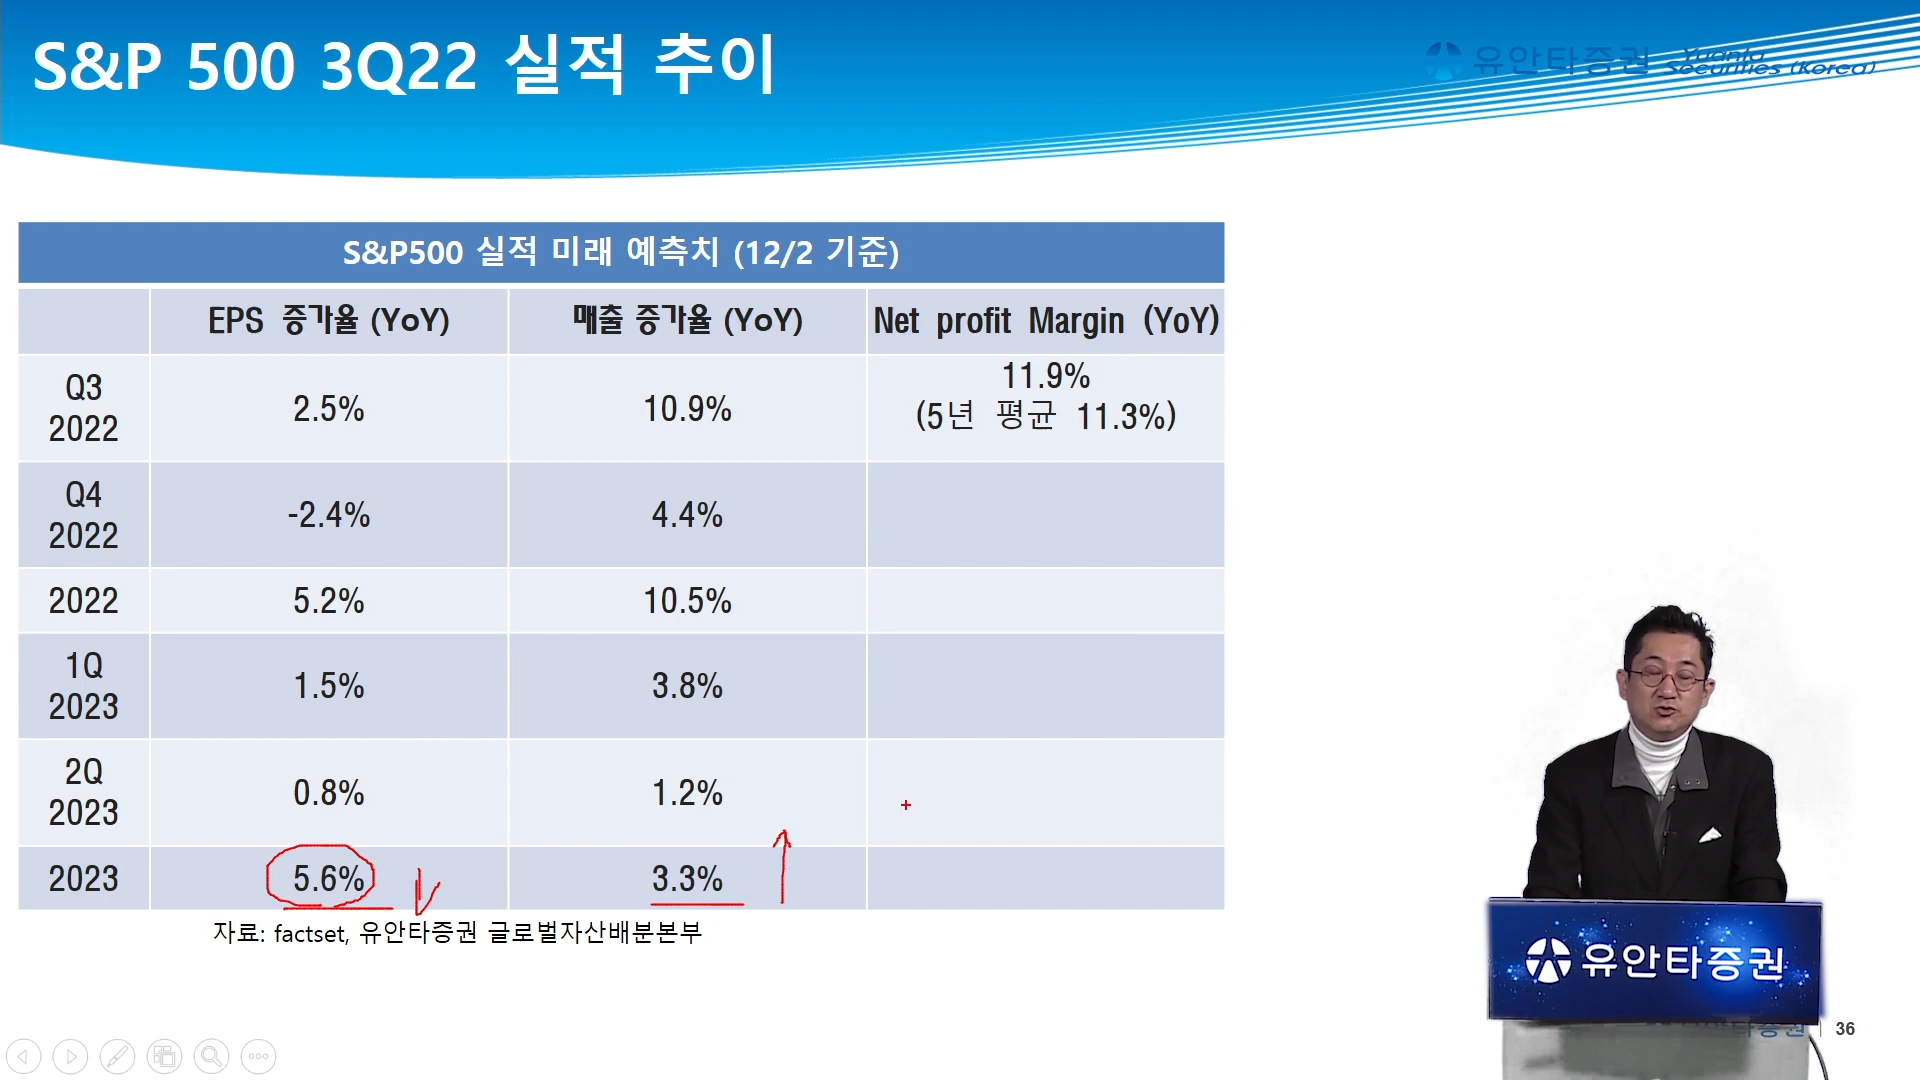 S&P 500 3Q22 실적 추이
유안타증권 Yuanta Securities (Korea)
S&P500 실적 미래 예측치 (12/2 기준)
EPS 증가율 (YoY) 매출 증가율 (YoY) Net profit Margin (YoY)
Q3 2022 2.5% 10.9% 11.9% (5년 평균 11.3%)
Q4 2022 -2.4% 4.4%
2022 5.2% 10.5%
1Q 2023 1.5% 3.8%
2Q 2023 0.8% 1.2%
2023 5.6% 3.3%
자료: factset, 유안타증권 글로벌자산배분본부
유안타증권
36